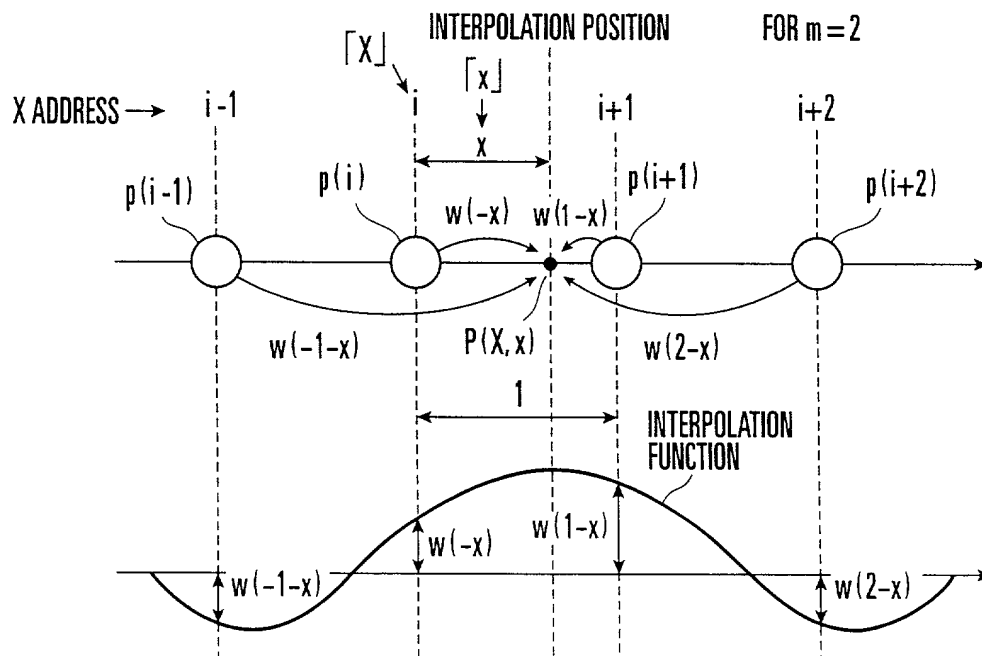 INTERPOLATION POSITION
FOR m = 2
⌈X⌋
⌈x⌋
X ADDRESS →
i-1
i
i+1
i+2
x
p(i-1)
p(i)
p(i+1)
p(i+2)
w(-x)
w(1-x)
w(-1-x)
P(X, x)
w(2-x)
1
INTERPOLATION
FUNCTION
w(-x)
w(1-x)
w(-1-x)
w(2-x)